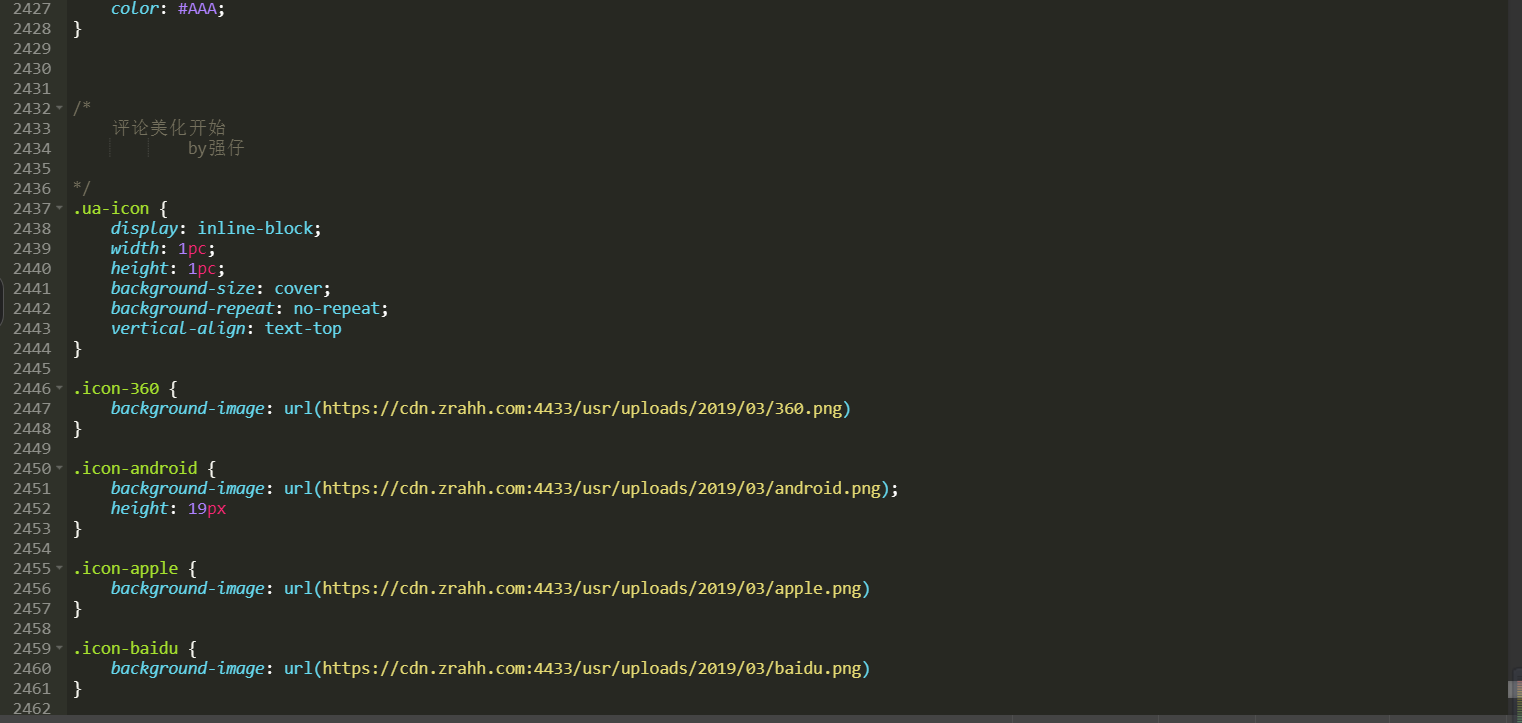 2427 color: #AAA;
2428 }
2429
2430
2431
2432 /*
2433 评论美化开始
2434 by强仔
2435
2436 */
2437 .ua-icon {
2438 display: inline-block;
2439 width: 1pc;
2440 height: 1pc;
2441 background-size: cover;
2442 background-repeat: no-repeat;
2443 vertical-align: text-top
2444 }
2445
2446 .icon-360 {
2447 background-image: url(https://cdn.zrahh.com:4433/usr/uploads/2019/03/360.png)
2448 }
2449
2450 .icon-android {
2451 background-image: url(https://cdn.zrahh.com:4433/usr/uploads/2019/03/android.png);
2452 height: 19px
2453 }
2454
2455 .icon-apple {
2456 background-image: url(https://cdn.zrahh.com:4433/usr/uploads/2019/03/apple.png)
2457 }
2458
2459 .icon-baidu {
2460 background-image: url(https://cdn.zrahh.com:4433/usr/uploads/2019/03/baidu.png)
2461 }
2462